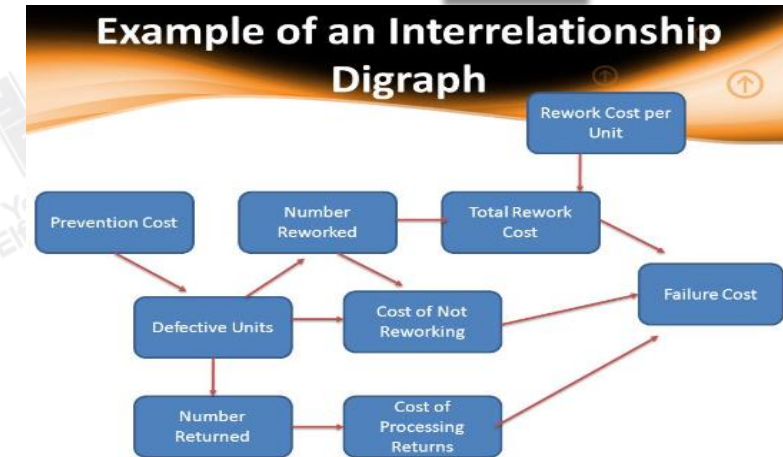 Example of an Interrelationship
Digraph
Rework Cost per
Unit
Prevention Cost
Number
Reworked
Total Rework
Cost
Failure Cost
Defective Units
Cost of Not
Reworking
Number
Returned
Cost of
Processing
Returns